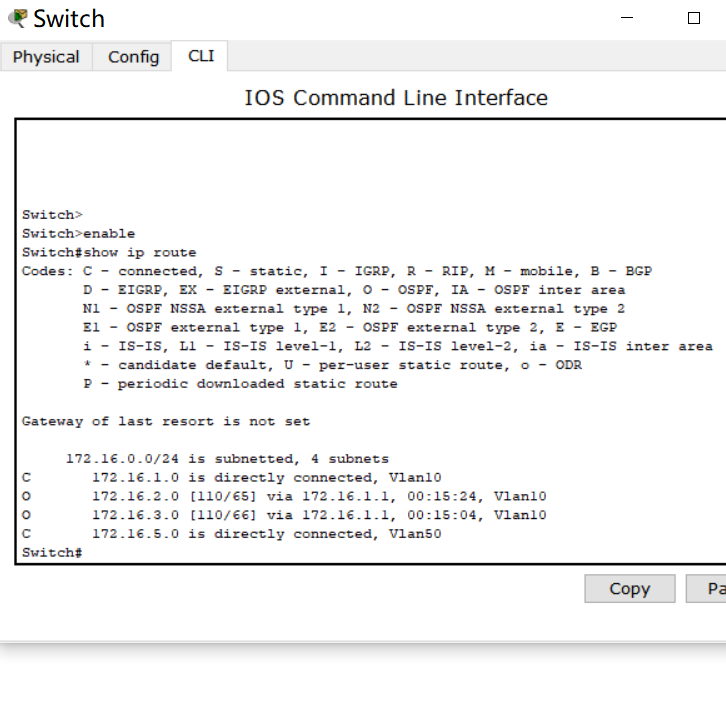 Switch
Physical Config CLI
IOS Command Line Interface
Switch>
Switch>enable
Switch#show ip route
Codes: C - connected, S - static, I - IGRP, R - RIP, M - mobile, B - BGP
D - EIGRP, EX - EIGRP external, O - OSPF, IA - OSPF inter area
N1 - OSPF NSSA external type 1, N2 - OSPF NSSA external type 2
E1 - OSPF external type 1, E2 - OSPF external type 2, E - EGP
i - IS-IS, L1 - IS-IS level-1, L2 - IS-IS level-2, ia - IS-IS inter area
* - candidate default, U - per-user static route, o - ODR
P - periodic downloaded static route
Gateway of last resort is not set
172.16.0.0/24 is subnetted, 4 subnets
C 172.16.1.0 is directly connected, Vlan10
O 172.16.2.0 [110/65] via 172.16.1.1, 00:15:24, Vlan10
O 172.16.3.0 [110/66] via 172.16.1.1, 00:15:04, Vlan10
C 172.16.5.0 is directly connected, Vlan50
Switch#
Copy Pa